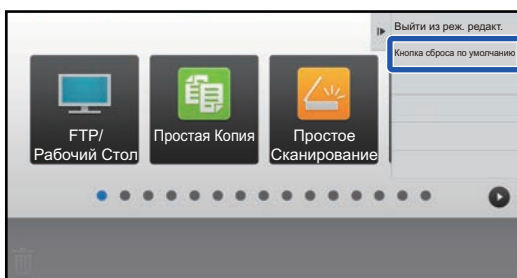 Выйти из реж. редакт.
Кнопка сброса по умолчанию
FTP/
Рабочий Стол
Простая Копия
Простое
Сканирование